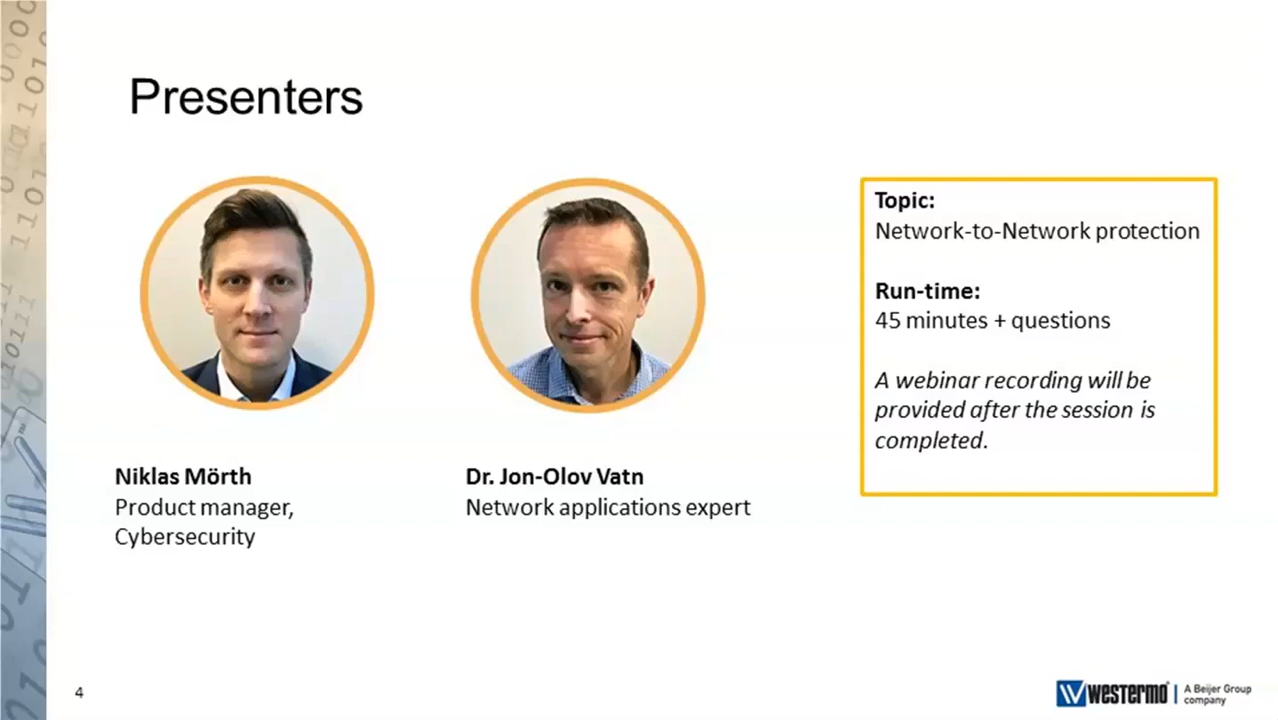 Presenters
Topic:
Network-to-Network protection
Run-time:
45 minutes + questions
A webinar recording will be
provided after the session is
completed.
Niklas Mörth
Product manager,
Cybersecurity
Dr. Jon-Olov Vatn
Network applications expert
4
westermo
A Beijer Group
company